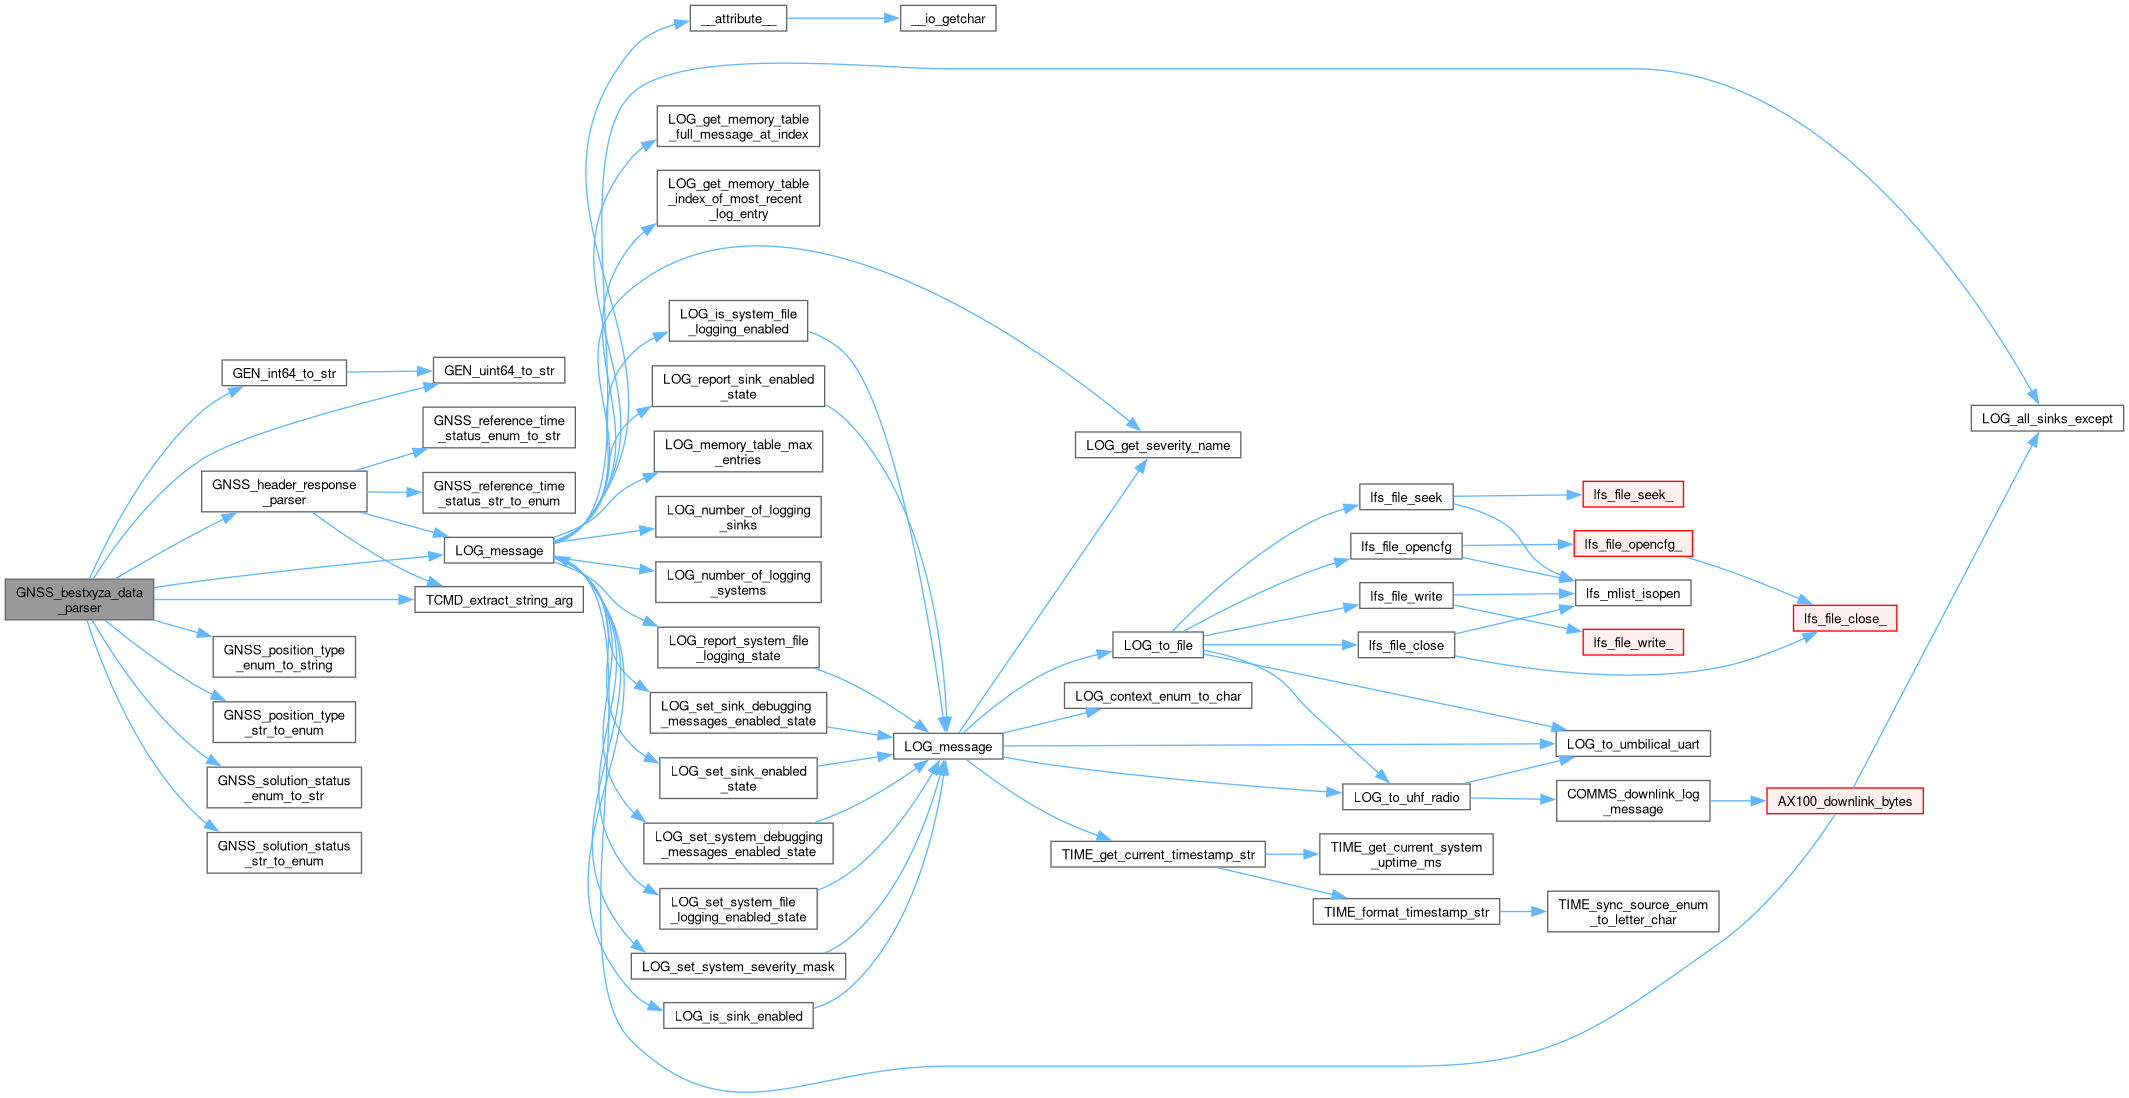 GNSS_bestxyza_data
_parser
GEN_int64_to_str
GEN_uint64_to_str
GNSS_header_response
_parser
GNSS_reference_time
_status_enum_to_str
GNSS_reference_time
_status_str_to_enum
LOG_message
TCMD_extract_string_arg
GNSS_position_type
_enum_to_string
GNSS_position_type
_str_to_enum
GNSS_solution_status
_enum_to_str
GNSS_solution_status
_str_to_enum
__attribute__
__io_getchar
LOG_get_memory_table
_full_message_at_index
LOG_get_memory_table
_index_of_most_recent
_log_entry
LOG_is_system_file
_logging_enabled
LOG_report_sink_enabled
_state
LOG_memory_table_max
_entries
LOG_number_of_logging
_sinks
LOG_number_of_logging
_systems
LOG_report_system_file
_logging_state
LOG_set_sink_debugging
_messages_enabled_state
LOG_set_sink_enabled
_state
LOG_set_system_debugging
_messages_enabled_state
LOG_set_system_file
_logging_enabled_state
LOG_set_system_severity_mask
LOG_is_sink_enabled
LOG_message
LOG_get_severity_name
LOG_to_file
LOG_context_enum_to_char
TIME_get_current_timestamp_str
lfs_file_seek
lfs_file_opencfg
lfs_file_write
lfs_file_close
LOG_to_uhf_radio
TIME_get_current_system
_uptime_ms
TIME_format_timestamp_str
lfs_file_seek_
lfs_file_opencfg_
lfs_mlist_isopen
lfs_file_write_
LOG_to_umbilical_uart
COMMS_downlink_log
_message
TIME_sync_source_enum
_to_letter_char
lfs_file_close_
AX100_downlink_bytes
LOG_all_sinks_except